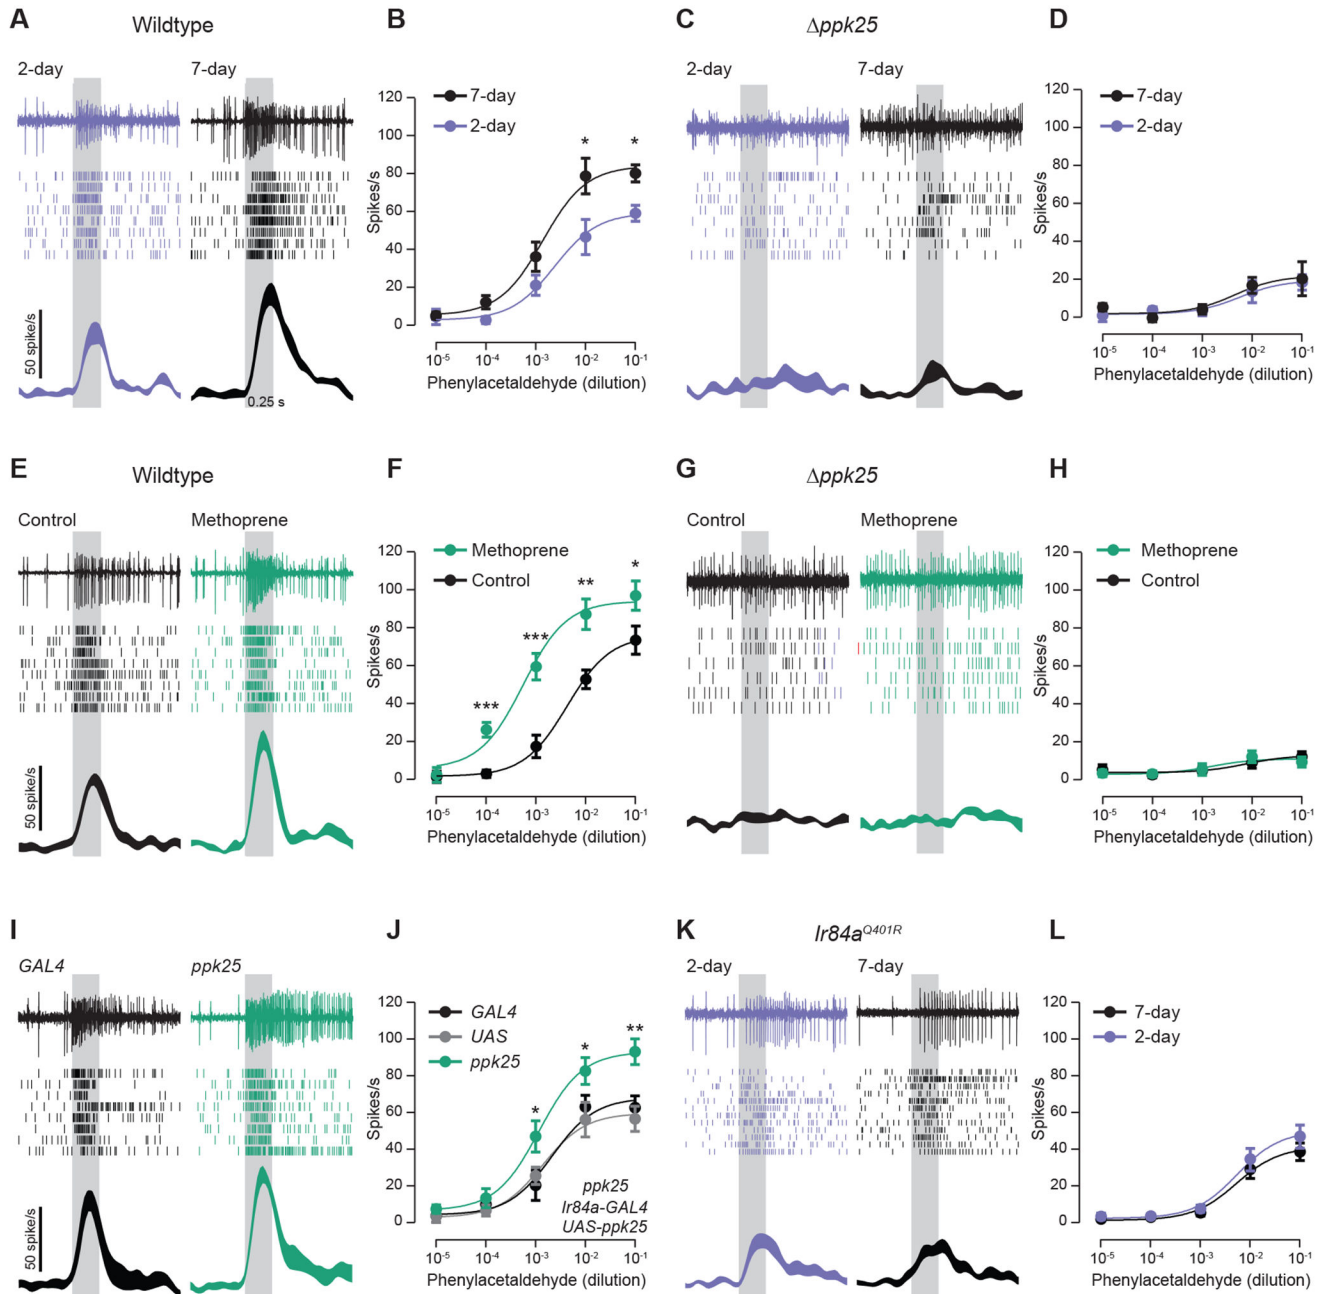 A
Wildtype
2-day
7-day
50 spike/s
0.25 s
B
7-day
2-day
* *
Spikes/s
120
100
80
60
40
20
0
10⁻⁵ 10⁻⁴ 10⁻³ 10⁻² 10⁻¹
Phenylacetaldehyde (dilution)
C
Δppk25
2-day
7-day
D
7-day
2-day
Spikes/s
120
100
80
60
40
20
0
10⁻⁵ 10⁻⁴ 10⁻³ 10⁻² 10⁻¹
Phenylacetaldehyde (dilution)
E
Wildtype
Control
Methoprene
50 spike/s
F
Methoprene
Control
*** *** ** *
Spikes/s
120
100
80
60
40
20
0
10⁻⁵ 10⁻⁴ 10⁻³ 10⁻² 10⁻¹
Phenylacetaldehyde (dilution)
G
Δppk25
Control
Methoprene
H
Methoprene
Control
Spikes/s
120
100
80
60
40
20
0
10⁻⁵ 10⁻⁴ 10⁻³ 10⁻² 10⁻¹
Phenylacetaldehyde (dilution)
I
GAL4
ppk25
50 spike/s
J
GAL4
UAS
ppk25
* * **
Spikes/s
120
100
80
60
40
20
0
ppk25
Ir84a-GAL4
UAS-ppk25
10⁻⁵ 10⁻⁴ 10⁻³ 10⁻² 10⁻¹
Phenylacetaldehyde (dilution)
K
Ir84a^Q401R
2-day
7-day
L
7-day
2-day
Spikes/s
120
100
80
60
40
20
0
10⁻⁵ 10⁻⁴ 10⁻³ 10⁻² 10⁻¹
Phenylacetaldehyde (dilution)